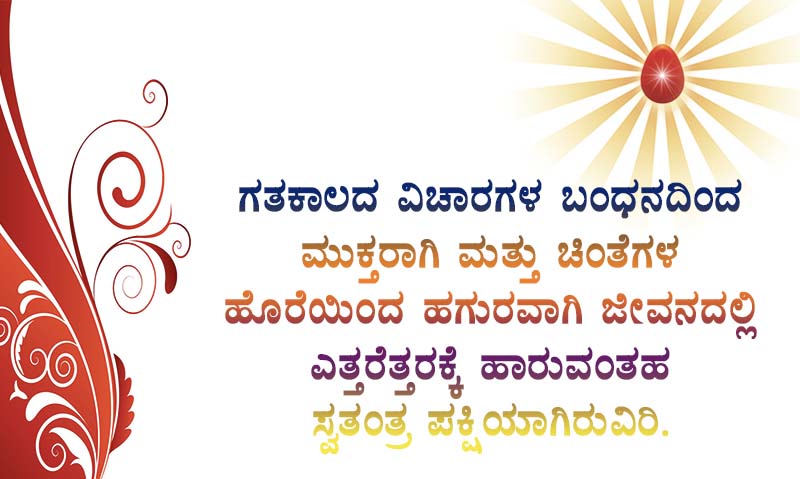 ಗತಕಾಲದ ವಿಚಾರಗಳ ಬಂಧನದಿಂದ
ಮುಕ್ತರಾಗಿ ಮತ್ತು ಚಿಂತೆಗಳ
ಹೊರೆಯಿಂದ ಹಗುರವಾಗಿ ಜೀವನದಲ್ಲಿ
ಎತ್ತರೆತ್ತರಕ್ಕೆ ಹಾರುವಂತಹ
ಸ್ವತಂತ್ರ ಪಕ್ಷಿಯಾಗಿರುವಿರಿ.